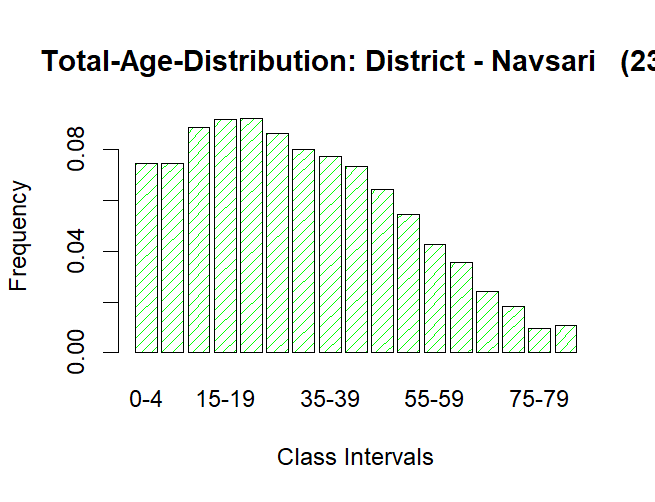 Total-Age-Distribution: District - Navsari   (23
Frequency
0.08
0.04
0.00
0-4 15-19 35-39 55-59 75-79
Class Intervals